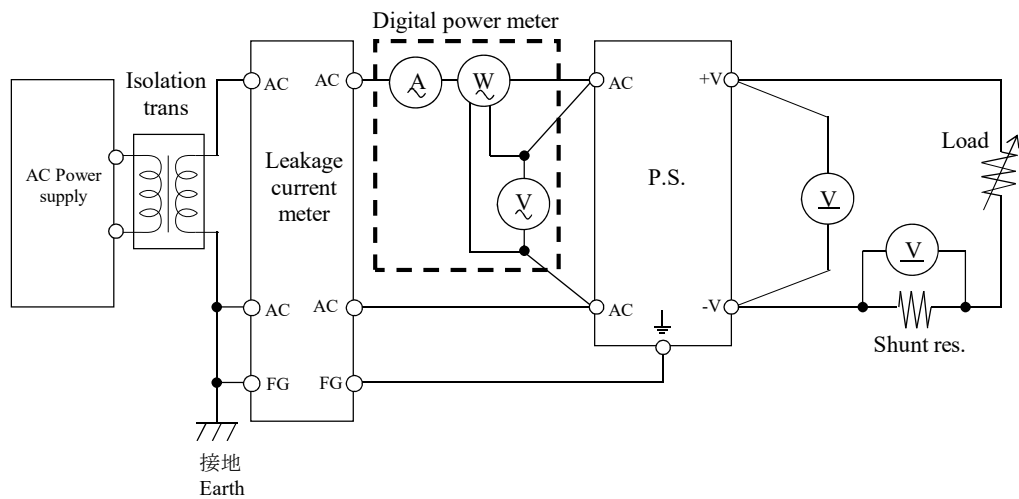 Digital power meter
Isolation
trans
AC Power
supply
AC
AC
FG
Leakage
current
meter
AC
AC
FG
A
W
V
AC
AC
P.S.
+V
-V
V
Load
V
Shunt res.
接地
Earth